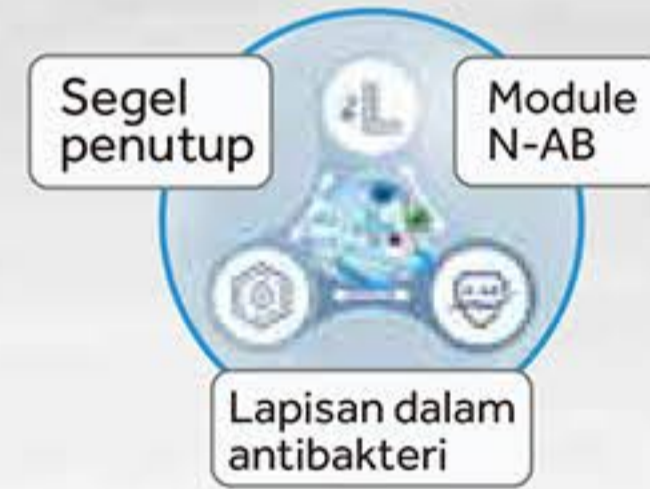 Segel
penutup
Module
N-AB
Lapisan dalam
antibakteri